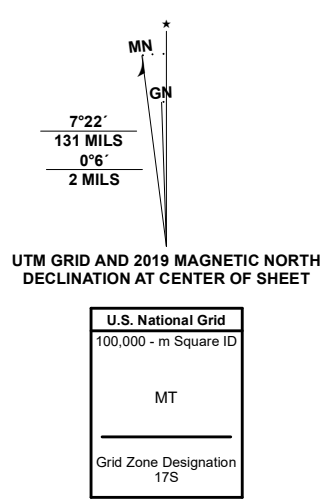 MN
GN
7°22´
131 MILS
0°6´
2 MILS
UTM GRID AND 2019 MAGNETIC NORTH
DECLINATION AT CENTER OF SHEET
U.S. National Grid
100,000 - m Square ID
MT
Grid Zone Designation
17S